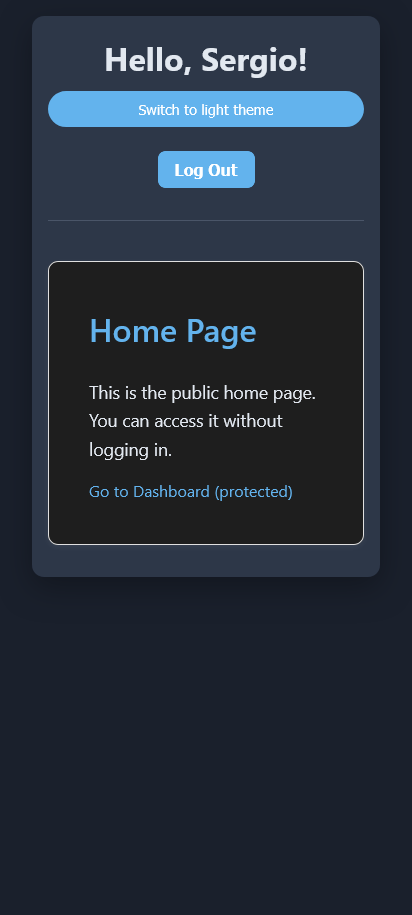 Hello, Sergio!
Switch to light theme
Log Out
Home Page
This is the public home page.
You can access it without
logging in.
Go to Dashboard (protected)